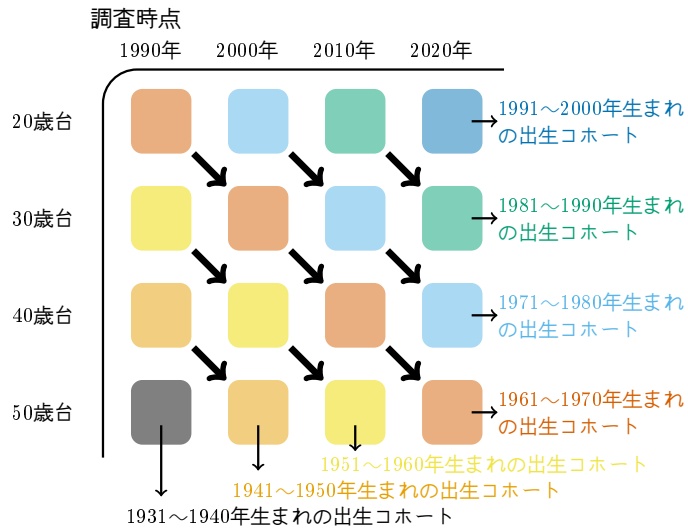 調査時点
1990年 2000年 2010年 2020年
20歳台
1991～2000年生まれ
の出生コホート
30歳台
1981～1990年生まれ
の出生コホート
40歳台
1971～1980年生まれ
の出生コホート
50歳台
1961～1970年生まれ
の出生コホート
1951～1960年生まれの出生コホート
1941～1950年生まれの出生コホート
1931～1940年生まれの出生コホート